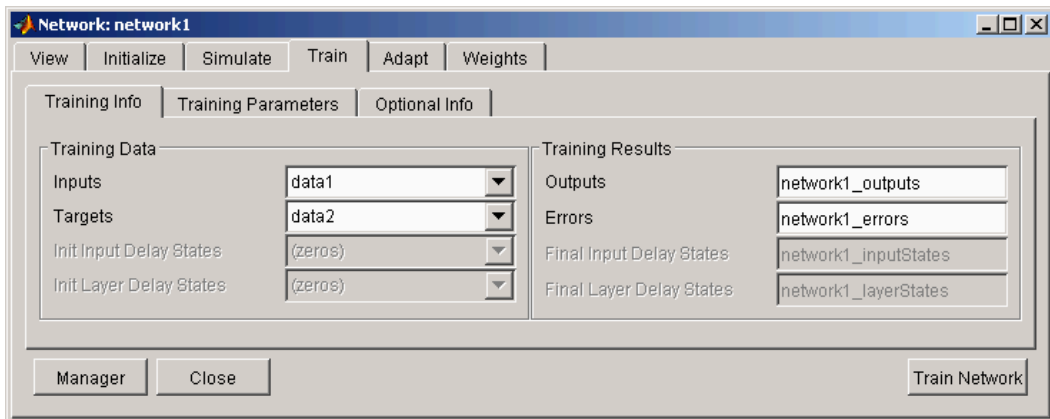 Network: network1
View Initialize Simulate Train Adapt Weights
Training Info Training Parameters Optional Info
Training Data
Inputs data1
Targets data2
Init Input Delay States (zeros)
Init Layer Delay States (zeros)
Training Results
Outputs network1_outputs
Errors network1_errors
Final Input Delay States network1_inputStates
Final Layer Delay States network1_layerStates
Manager Close Train Network